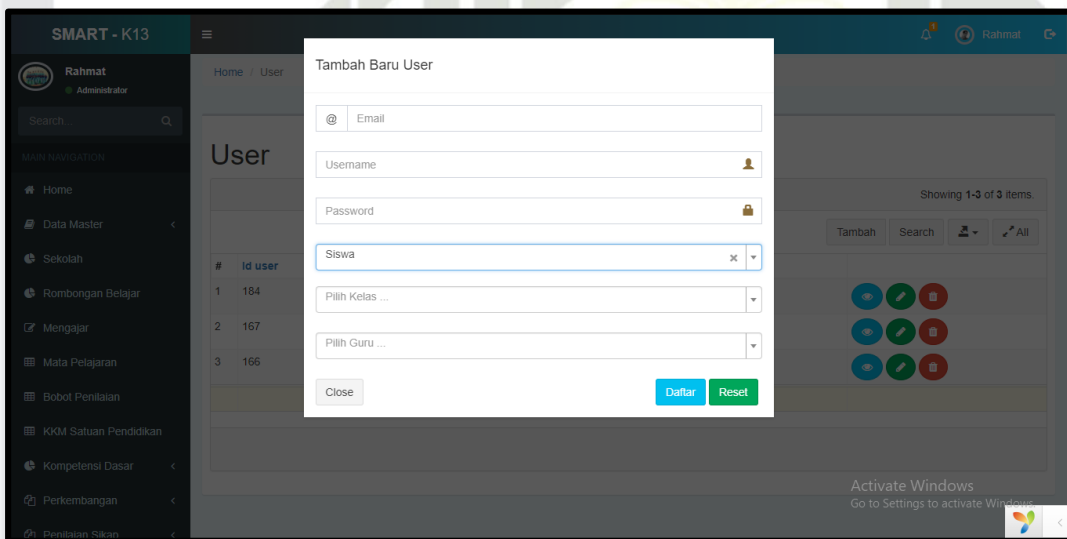 SMART - K13
Rahmat
Rahmat
Administrator
Home / User
Search...
MAIN NAVIGATION
Home
Data Master
Sekolah
Rombongan Belajar
Mengajar
Mata Pelajaran
Bobot Penilaian
KKM Satuan Pendidikan
Kompetensi Dasar
Perkembangan
Penilaian Sikap
User
Showing 1-3 of 3 items.
Tambah Search All
# Id user
1 184
2 167
3 166
Tambah Baru User
@ Email
Username
Password
Siswa
Pilih Kelas ...
Pilih Guru ...
Close Daftar Reset
Activate Windows
Go to Settings to activate Windows.